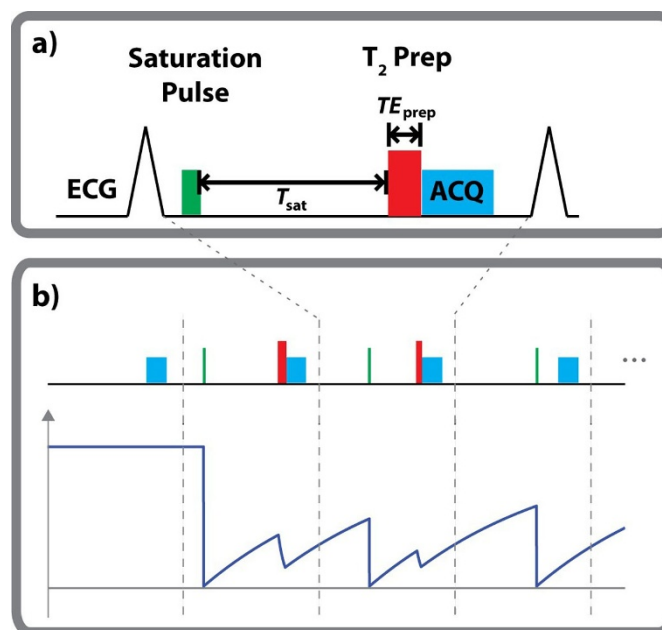 a)
Saturation
Pulse
T₂ Prep
TEprep
ECG
Tsat
ACQ
b)
...